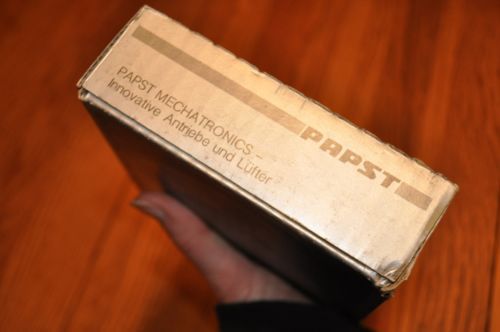 PAPST MECHATRONICS –
Innovative Antriebe und Lüfter
PAPST